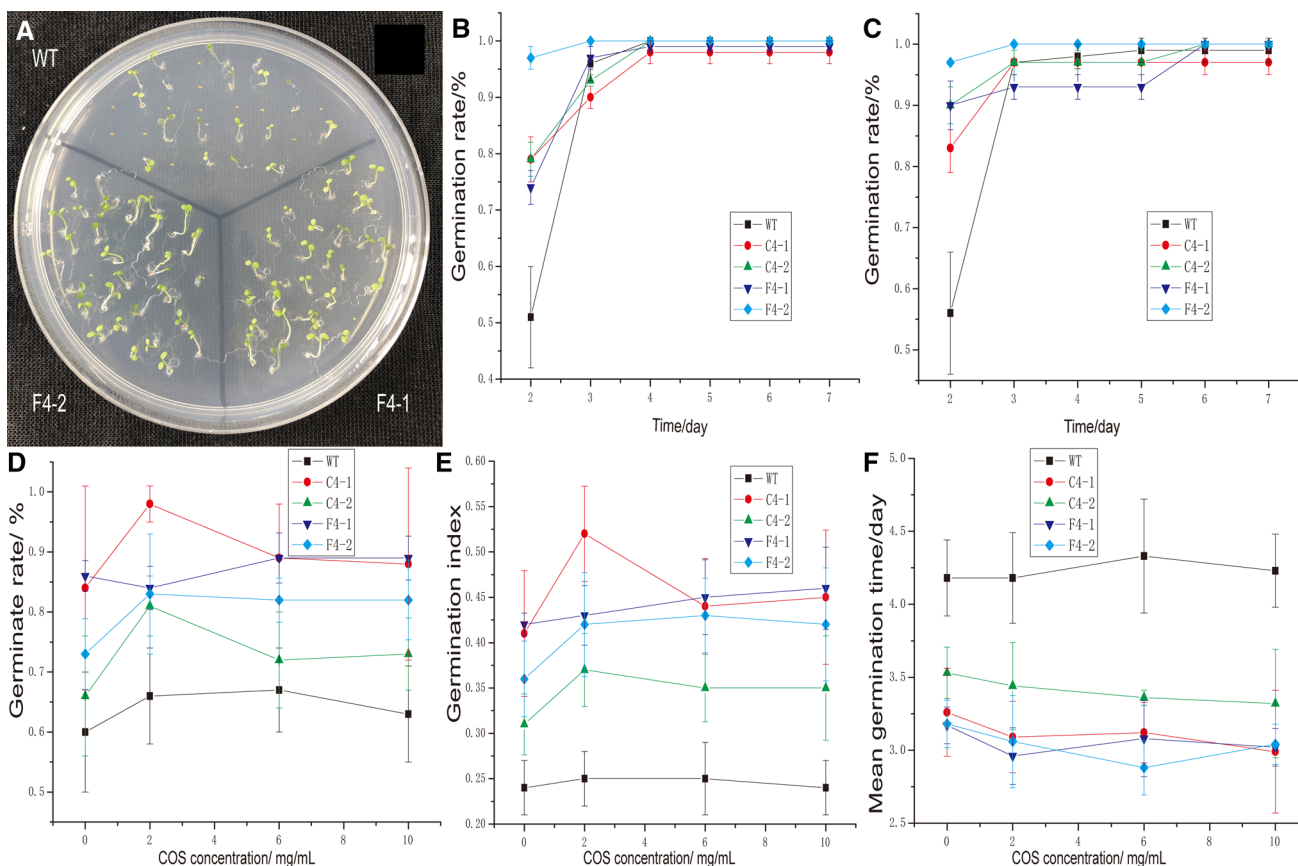 A
WT
F4-2
F4-1
B
Germination rate/%
1.0
0.9
0.8
0.7
0.6
0.5
0.4
2 3 4 5 6 7
Time/day
WT
C4-1
C4-2
F4-1
F4-2
C
Germination rate/%
1.0
0.9
0.8
0.7
0.6
0.5
2 3 4 5 6 7
Time/day
WT
C4-1
C4-2
F4-1
F4-2
D
Germinate rate/ %
1.0
0.9
0.8
0.7
0.6
0.5
0 2 4 6 8 10
COS concentration/ mg/mL
WT
C4-1
C4-2
F4-1
F4-2
E
Germination index
0.60
0.55
0.50
0.45
0.40
0.35
0.30
0.25
0.20
0 2 4 6 8 10
COS concentration/ mg/mL
WT
C4-1
C4-2
F4-1
F4-2
F
Mean germination time/day
5.0
4.5
4.0
3.5
3.0
2.5
0 2 4 6 8 10
COS concentration/ mg/mL
WT
C4-1
C4-2
F4-1
F4-2